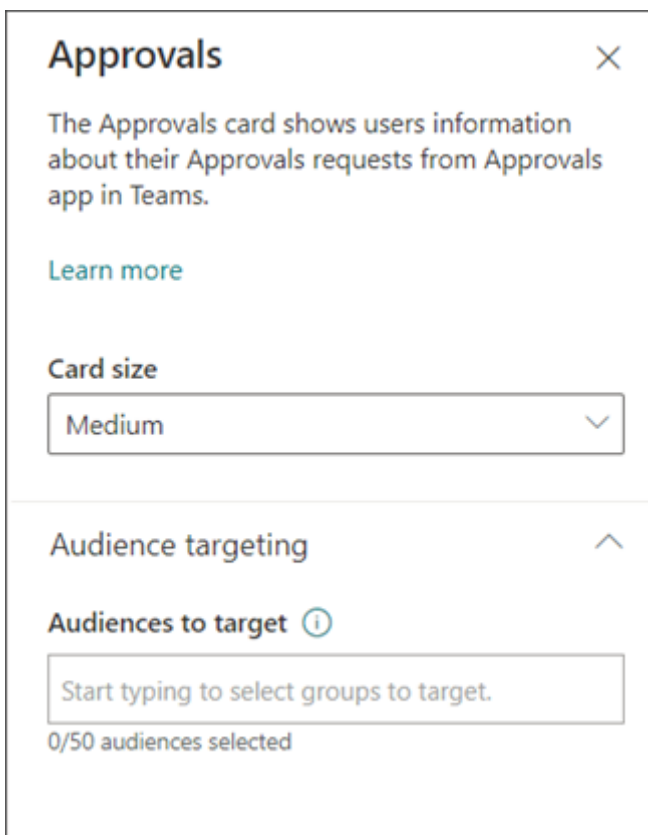 Approvals
The Approvals card shows users information
about their Approvals requests from Approvals
app in Teams.
Learn more
Card size
Medium
Audience targeting
Audiences to target
Start typing to select groups to target.
0/50 audiences selected